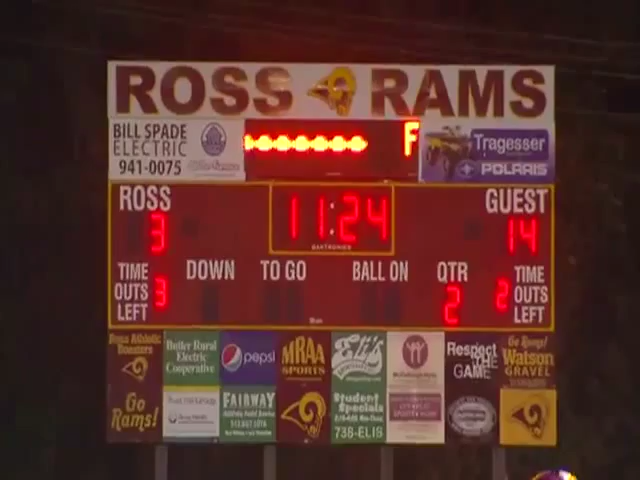 ROSS RAMS
BILL SPADE
ELECTRIC
941-0075
F
Tragesser
POLARIS
ROSS
3
11:24
DAKTRONICS
GUEST
14
TIME
OUTS
LEFT
3
DOWN
TO GO
BALL ON
QTR
2
2
TIME
OUTS
LEFT
Ross Athletic
Boosters
Go
Rams!
Butler Rural
Electric
Cooperative
pepsi
FAIRWAY
MRAA
SPORTS
Eli's
Student
Specials
738-ELIS
Respect
THE
GAME
Go Rams!
Watson
GRAVEL